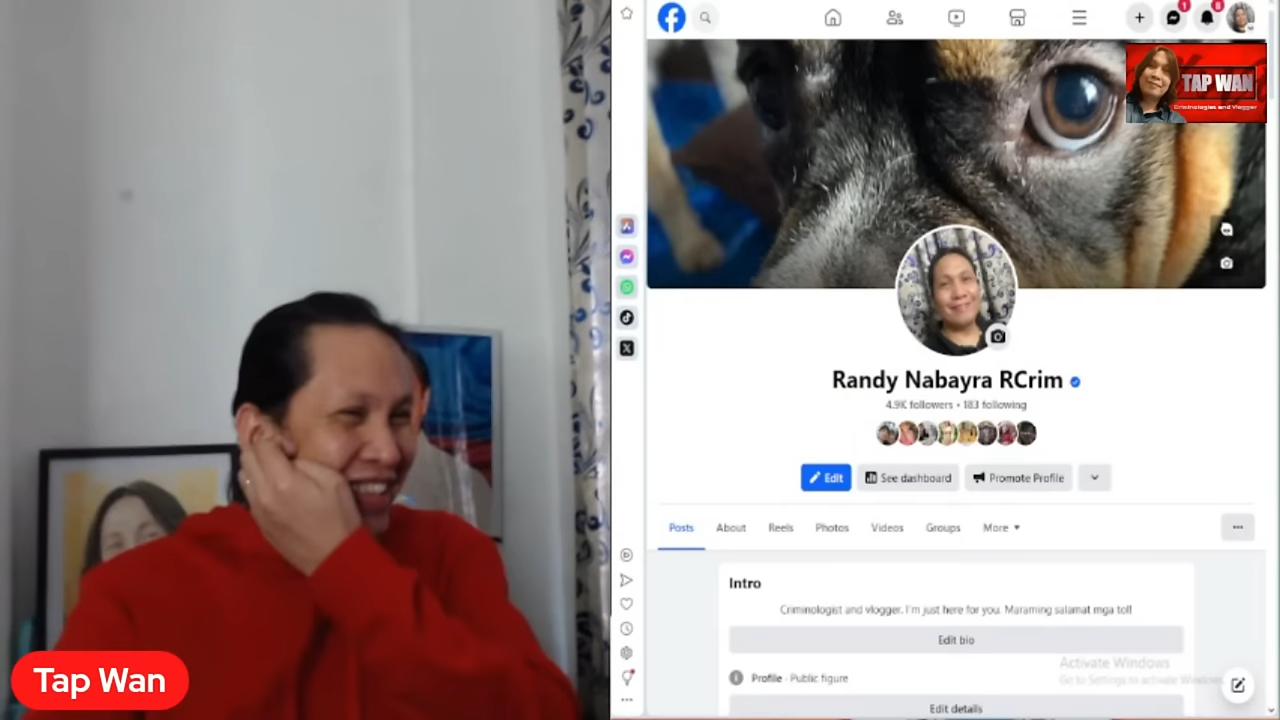 1
8
TAP WAN
Criminologist and Vlogger
Randy Nabayra RCrim
4.9K followers • 183 following
Edit
See dashboard
Promote Profile
Posts
About
Reels
Photos
Videos
Groups
More
Intro
Criminologist and vlogger. I'm just here for you. Maraming salamat mga tol!
Edit bio
Profile · Public figure
Edit details
Activate Windows
Go to Settings to activate Windows.
Tap Wan